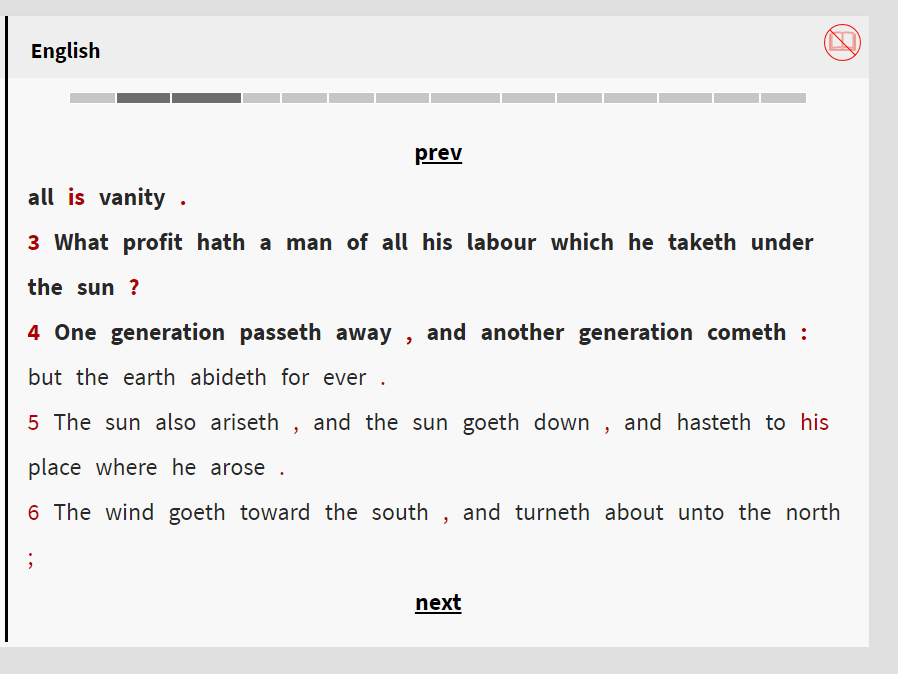 English
prev
all is vanity .
3 What profit hath a man of all his labour which he taketh under
the sun ?
4 One generation passeth away , and another generation cometh :
but the earth abideth for ever .
5 The sun also ariseth , and the sun goeth down , and hasteth to his
place where he arose .
6 The wind goeth toward the south , and turneth about unto the north
;
next